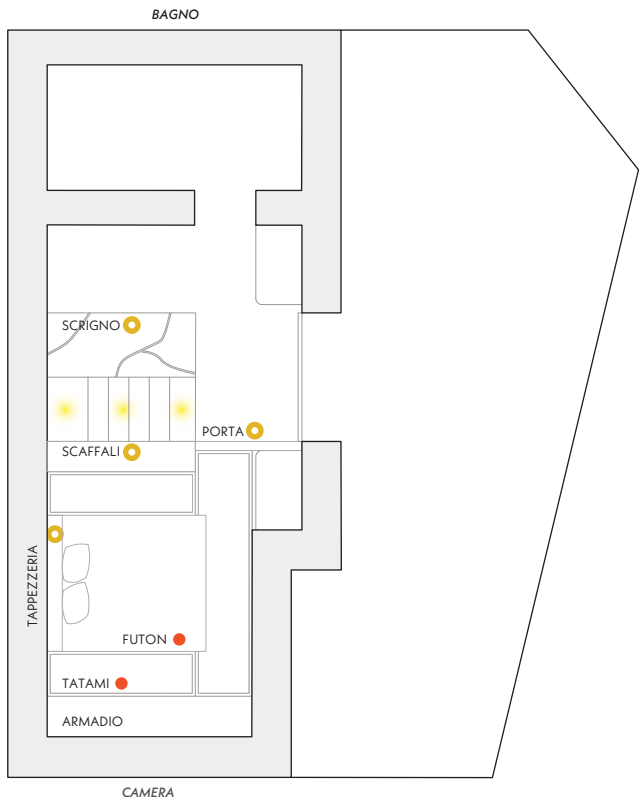 BAGNO
SCRIGNO
PORTA
SCAFFALI
TAPPEZZERIA
FUTON
TATAMI
ARMADIO
CAMERA